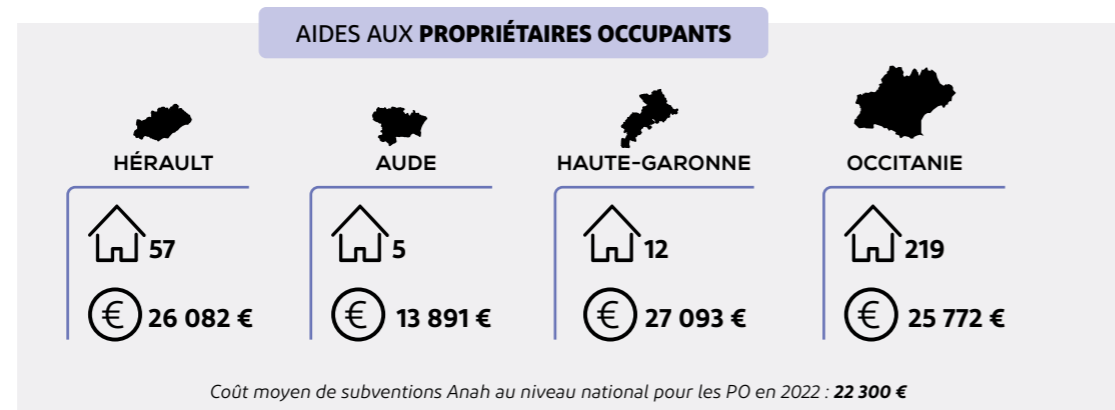 AIDES AUX PROPRIÉTAIRES OCCUPANTS
HÉRAULT
57
26 082 €
AUDE
5
13 891 €
HAUTE-GARONNE
12
27 093 €
OCCITANIE
219
25 772 €
Coût moyen de subventions Anah au niveau national pour les PO en 2022 : 22 300 €